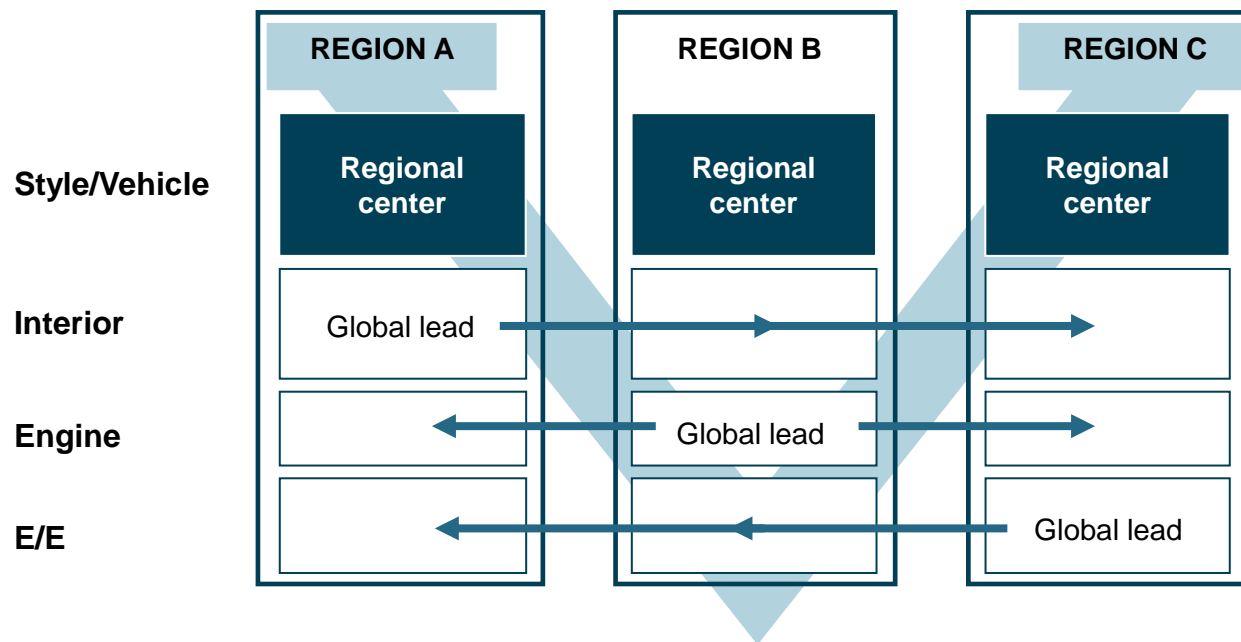 REGION A
REGION B
REGION C
Style/Vehicle
Regional
center
Regional
center
Regional
center
Interior
Global lead
Engine
Global lead
E/E
Global lead